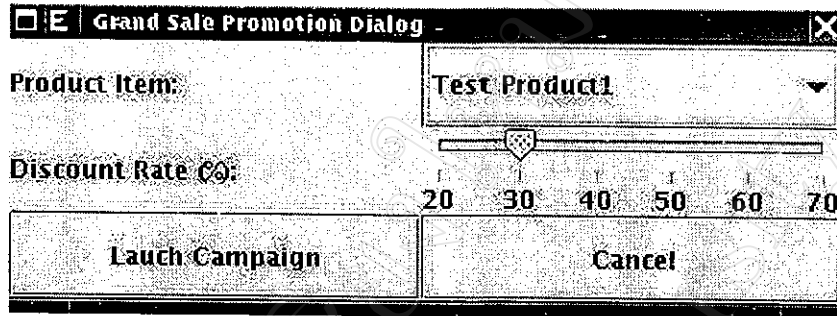 Grand Sale Promotion Dialog -
Product Item:
Test Product1
Discount Rate (%):
20 30 40 50 60 70
Lauch Campaign
Cancel